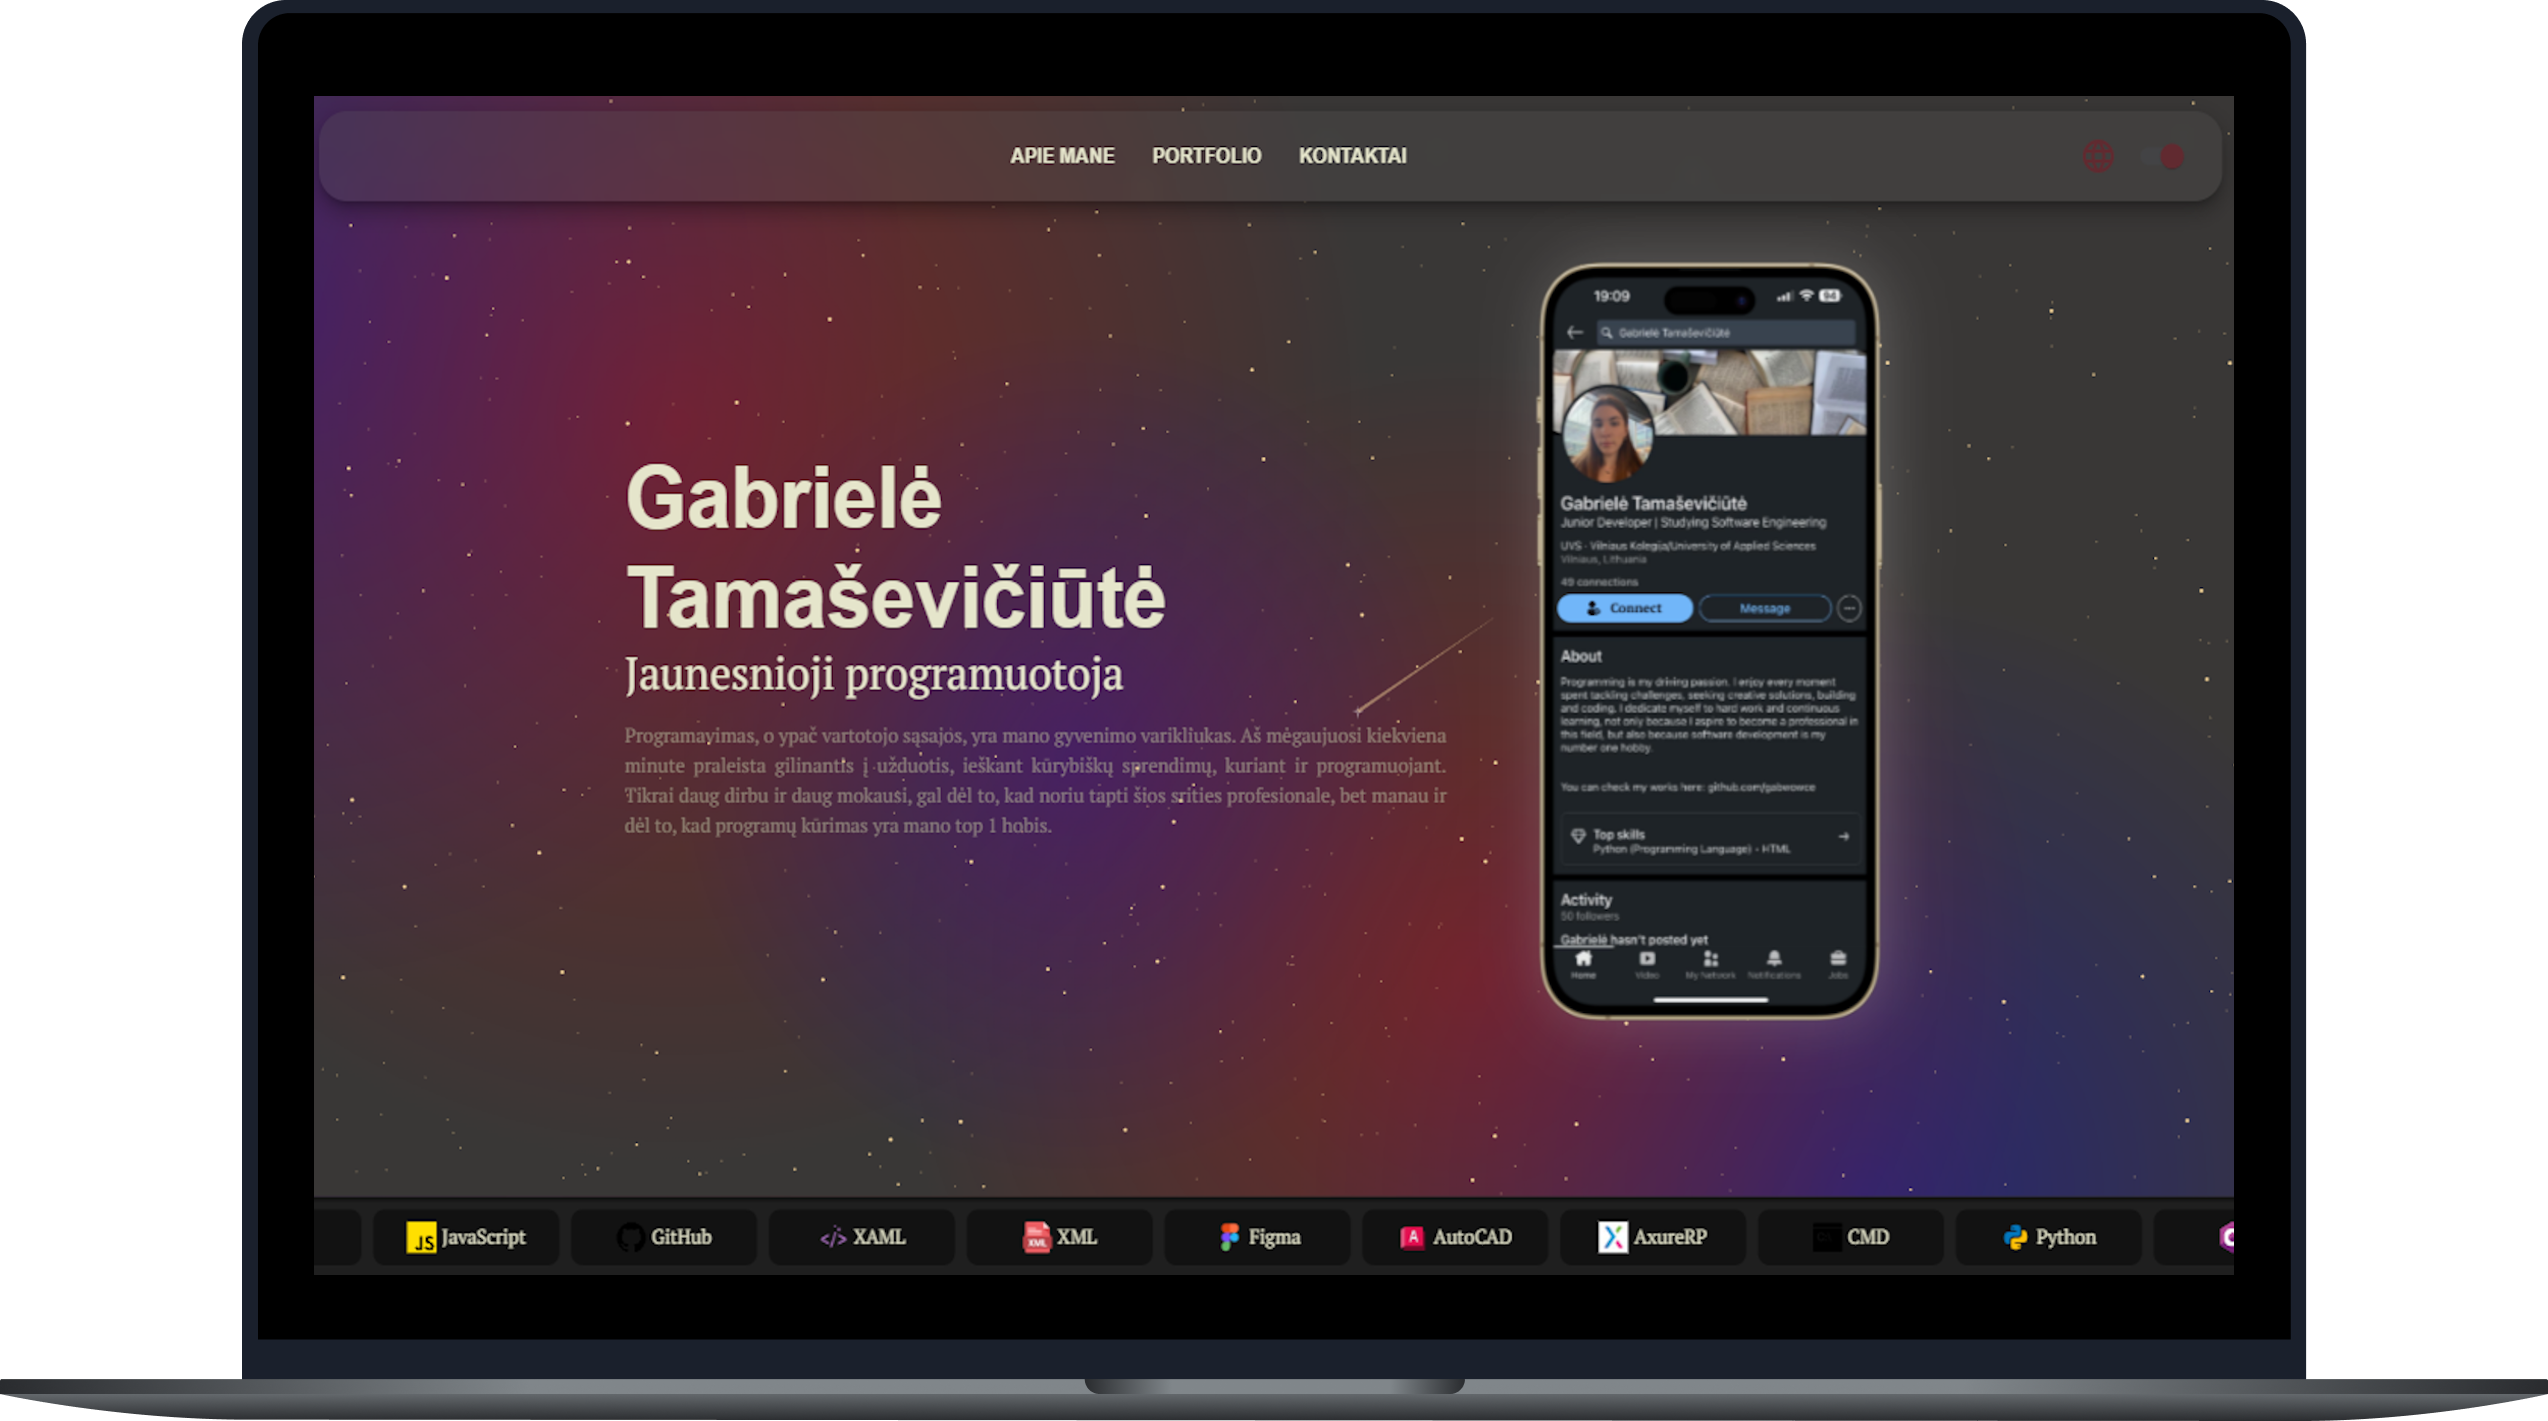 APIE MANE PORTFOLIO KONTAKTAI
Gabrielė
Tamaševičiūtė
Jaunesnioji programuotoja
Programavimas, o ypač vartotojo sąsajos, yra mano gyvenimo varikliukas. Aš mėgaujuosi kiekviena
minute praleista gilinantis į užduotis, ieškant kūrybiškų sprendimų, kuriant ir programuojant.
Tikrai daug dirbu ir daug mokausi, gal dėl to, kad noriu tapti šios srities profesionale, bet manau ir
dėl to, kad programų kūrimas yra mano top 1 hobis.
19:09
94
Gabrielė Tamaševičiūtė
Gabrielė Tamaševičiūtė
Junior Developer | Studying Software Engineering
UVS · Vilniaus Kolegija/University of Applied Sciences
Vilniaus, Lithuania
49 connections
Connect Message
About
Programming is my driving passion. I enjoy every moment
spent tackling challenges, seeking creative solutions, building
and coding. I dedicate myself to hard work and continuous
learning, not only because I aspire to become a professional in
this field, but also because software development is my
number one hobby.
You can check my works here: github.com/gabwowce
Top skills
Python (Programming Language) • HTML
Activity
50 followers
Gabrielė hasn't posted yet
Home Video My Network Notifications Jobs
JS JavaScript GitHub </> XAML XML XML Figma A AutoCAD X AxureRP CMD Python